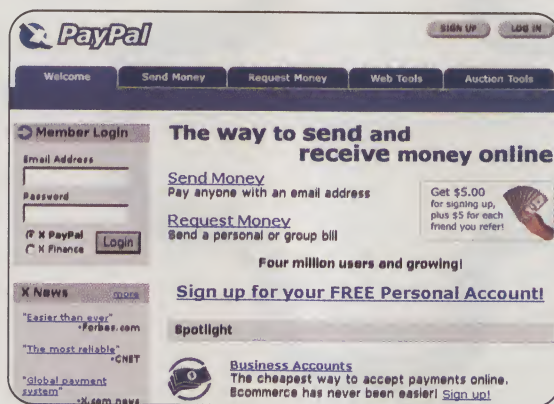 PayPal
SIGN UP LOG IN
Welcome Send Money Request Money Web Tools Auction Tools
Member Login
Email Address
Password
X PayPal
X Finance
Login
X News more
"Easier than ever"
•Forbes.com
"The most reliable"
•CNET
"Global payment
system"
•X.com news
The way to send and
receive money online
Send Money
Pay anyone with an email address
Request Money
Send a personal or group bill
Get $5.00
for signing up,
plus $5 for each
friend you refer!
Four million users and growing!
Sign up for your FREE Personal Account!
Spotlight
Business Accounts
The cheapest way to accept payments online.
Ecommerce has never been easier! Sign up!